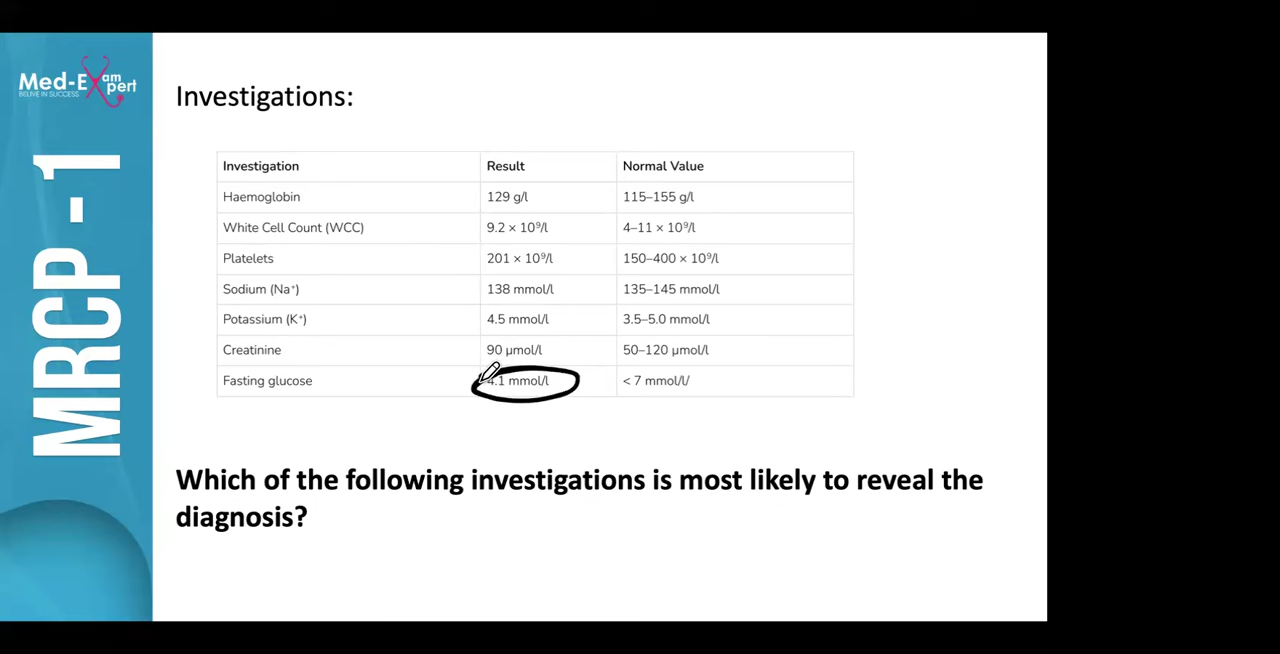 Med-Exam
pert
BELIVE IN SUCCESS
MRCP - 1
Investigations:
Investigation Result Normal Value
Haemoglobin 129 g/l 115–155 g/l
White Cell Count (WCC) 9.2 × 10⁹/l 4–11 × 10⁹/l
Platelets 201 × 10⁹/l 150–400 × 10⁹/l
Sodium (Na⁺) 138 mmol/l 135–145 mmol/l
Potassium (K⁺) 4.5 mmol/l 3.5–5.0 mmol/l
Creatinine 90 µmol/l 50–120 µmol/l
Fasting glucose 4.1 mmol/l < 7 mmol/l/
Which of the following investigations is most likely to reveal the
diagnosis?